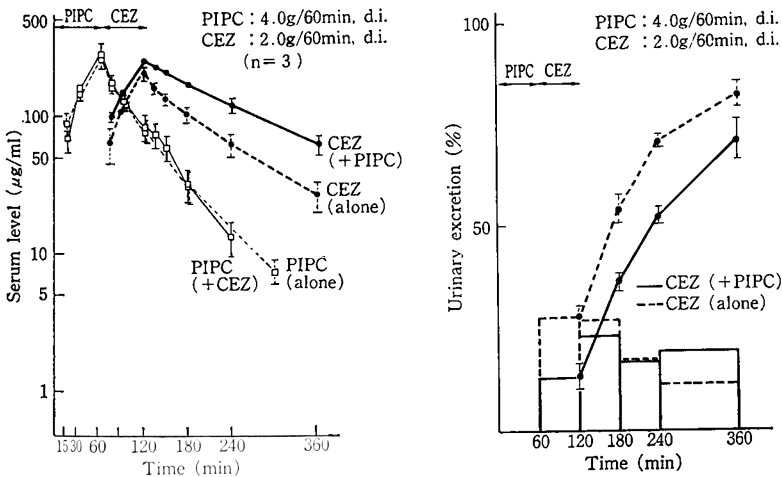 PIPC : 4.0g/60min, d.i.
CEZ : 2.0g/60min, d.i.
(n= 3)
PIPC CEZ
500
100
50
10
5
1
Serum level (μg/ml)
CEZ
(+PIPC)
CEZ
(alone)
PIPC
(+CEZ)
PIPC
(alone)
15 30 60 120 180 240 360
Time (min)
PIPC : 4.0g/60min, d.i.
CEZ : 2.0g/60min, d.i.
100
PIPC CEZ
50
Urinary excretion (%)
CEZ (+PIPC)
CEZ (alone)
60 120 180 240 360
Time (min)